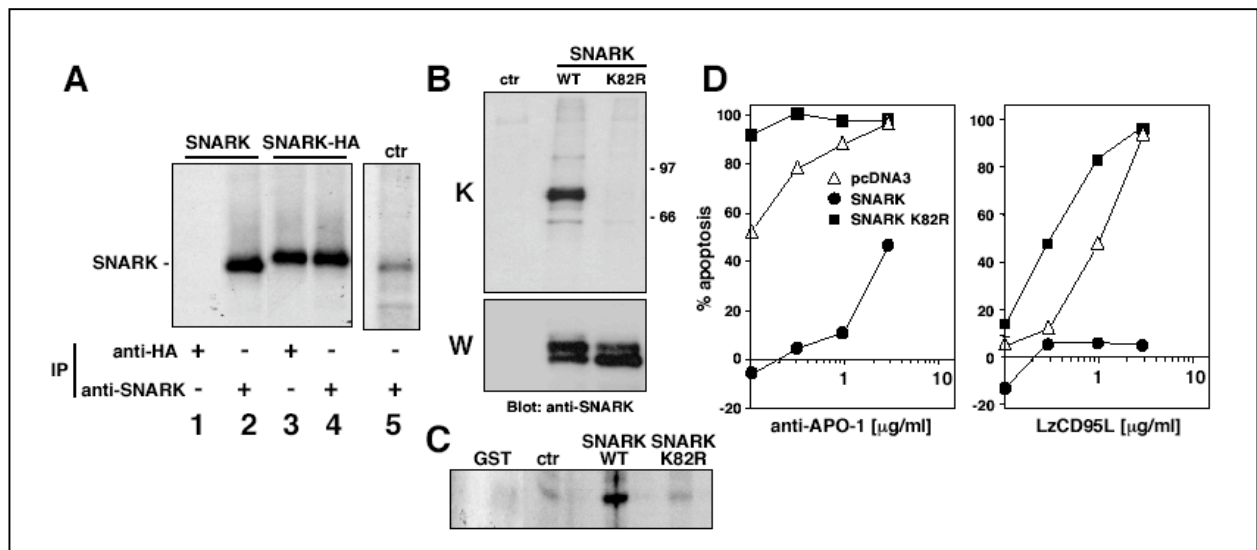 A
SNARK SNARK-HA ctr
SNARK -
anti-HA + - + - -
IP
anti-SNARK - + - + +
1 2 3 4 5
B
SNARK
ctr WT K82R
K
- 97
- 66
W
Blot: anti-SNARK
C
GST ctr SNARK WT SNARK K82R
D
% apoptosis
100
80
60
40
20
0
-20
1 10
anti-APO-1 [µg/ml]
pcDNA3
SNARK
SNARK K82R
100
80
60
40
20
0
-20
1 10
LzCD95L [µg/ml]